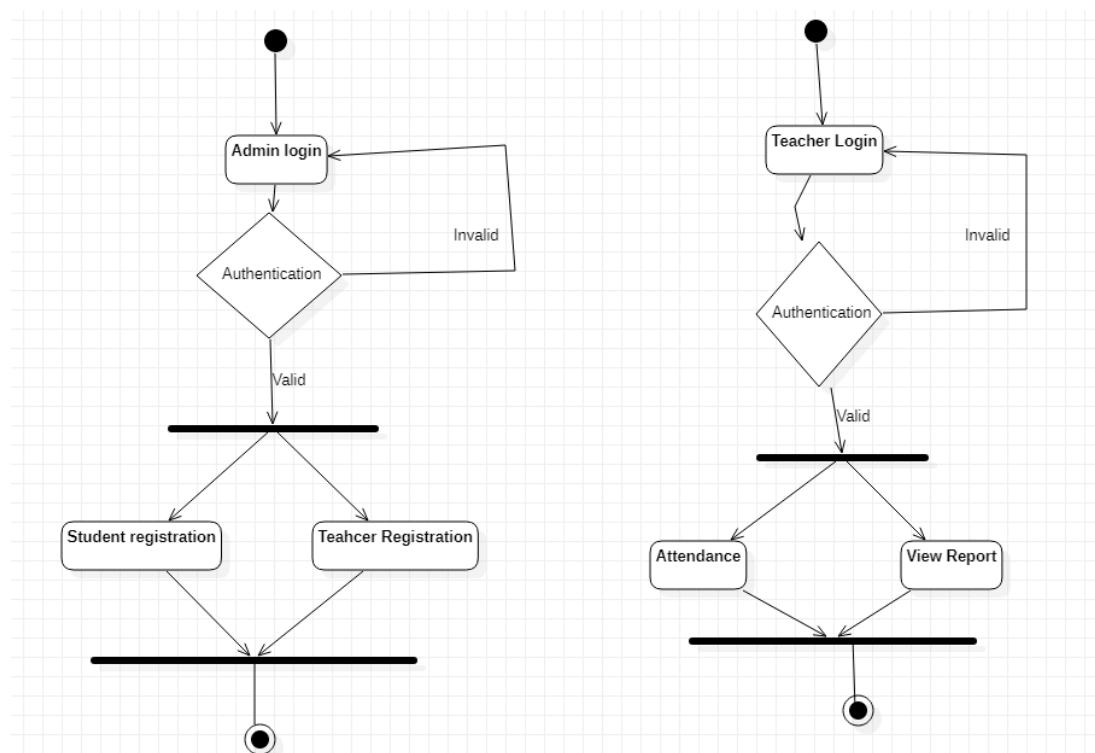 Admin login
Invalid
Authentication
Valid
Student registration
Teahcer Registration
Teacher Login
Invalid
Authentication
Valid
Attendance
View Report